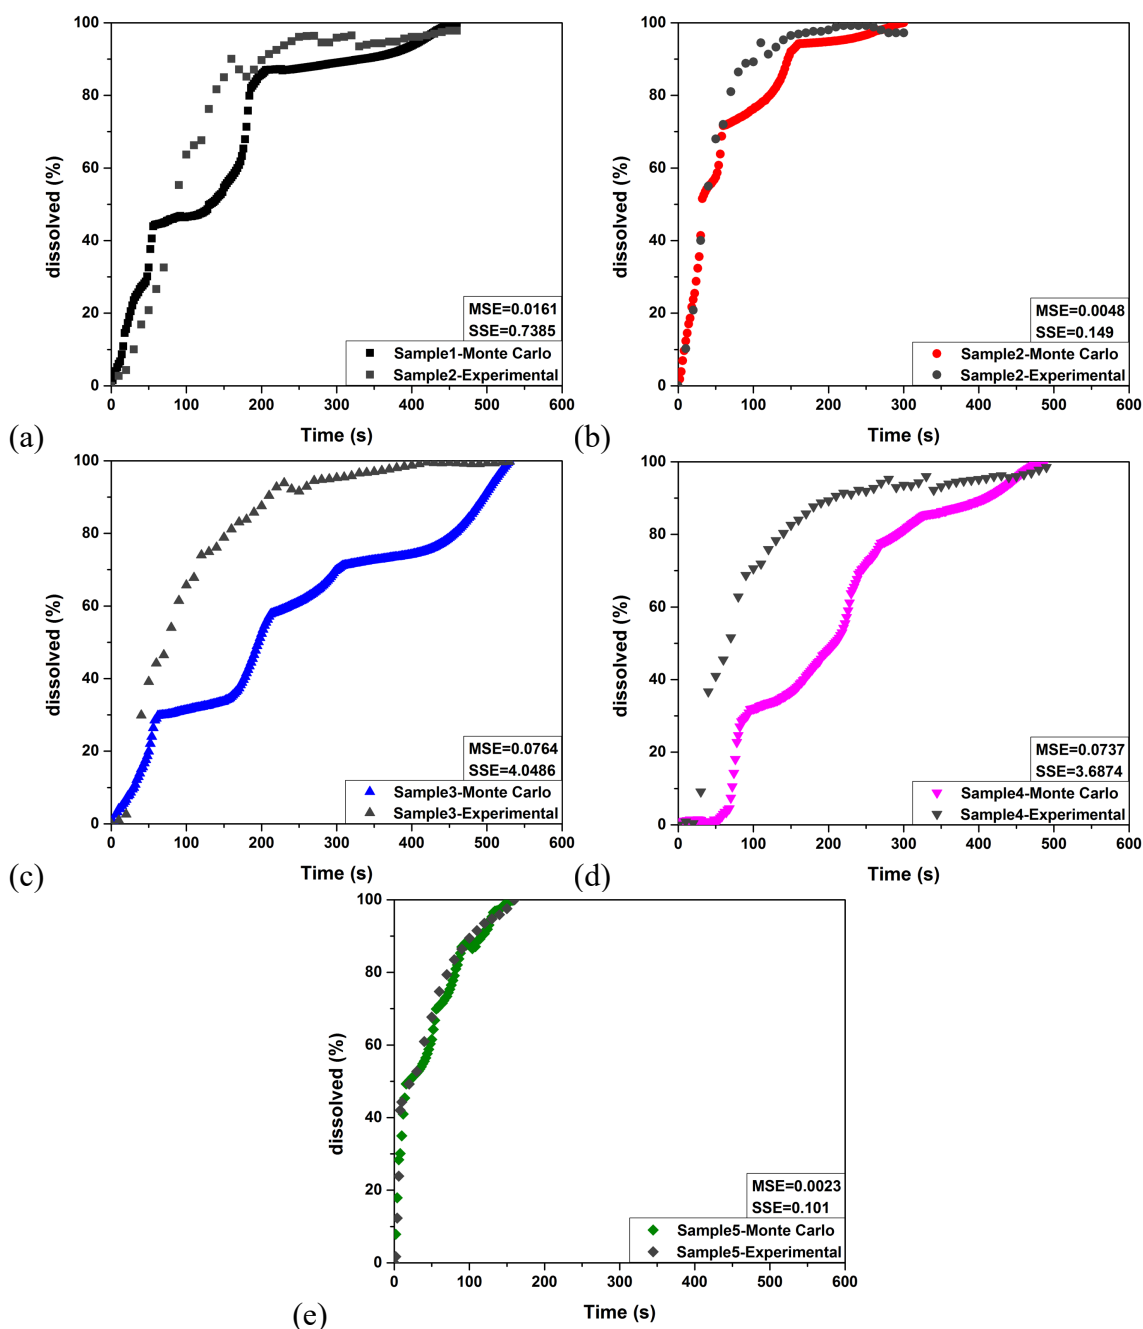 100
80
60
40
20
0
dissolved (%)
MSE=0.0161
SSE=0.7385
Sample1-Monte Carlo
Sample2-Experimental
0 100 200 300 400 500 600
Time (s)
(a)
100
80
60
40
20
0
dissolved (%)
MSE=0.0048
SSE=0.149
Sample2-Monte Carlo
Sample2-Experimental
0 100 200 300 400 500 600
Time (s)
(b)
100
80
60
40
20
0
dissolved (%)
MSE=0.0764
SSE=4.0486
Sample3-Monte Carlo
Sample3-Experimental
0 100 200 300 400 500 600
Time (s)
(c)
100
80
60
40
20
0
dissolved (%)
MSE=0.0737
SSE=3.6874
Sample4-Monte Carlo
Sample4-Experimental
0 100 200 300 400 500 600
Time (s)
(d)
100
80
60
40
20
0
dissolved (%)
MSE=0.0023
SSE=0.101
Sample5-Monte Carlo
Sample5-Experimental
0 100 200 300 400 500 600
Time (s)
(e)